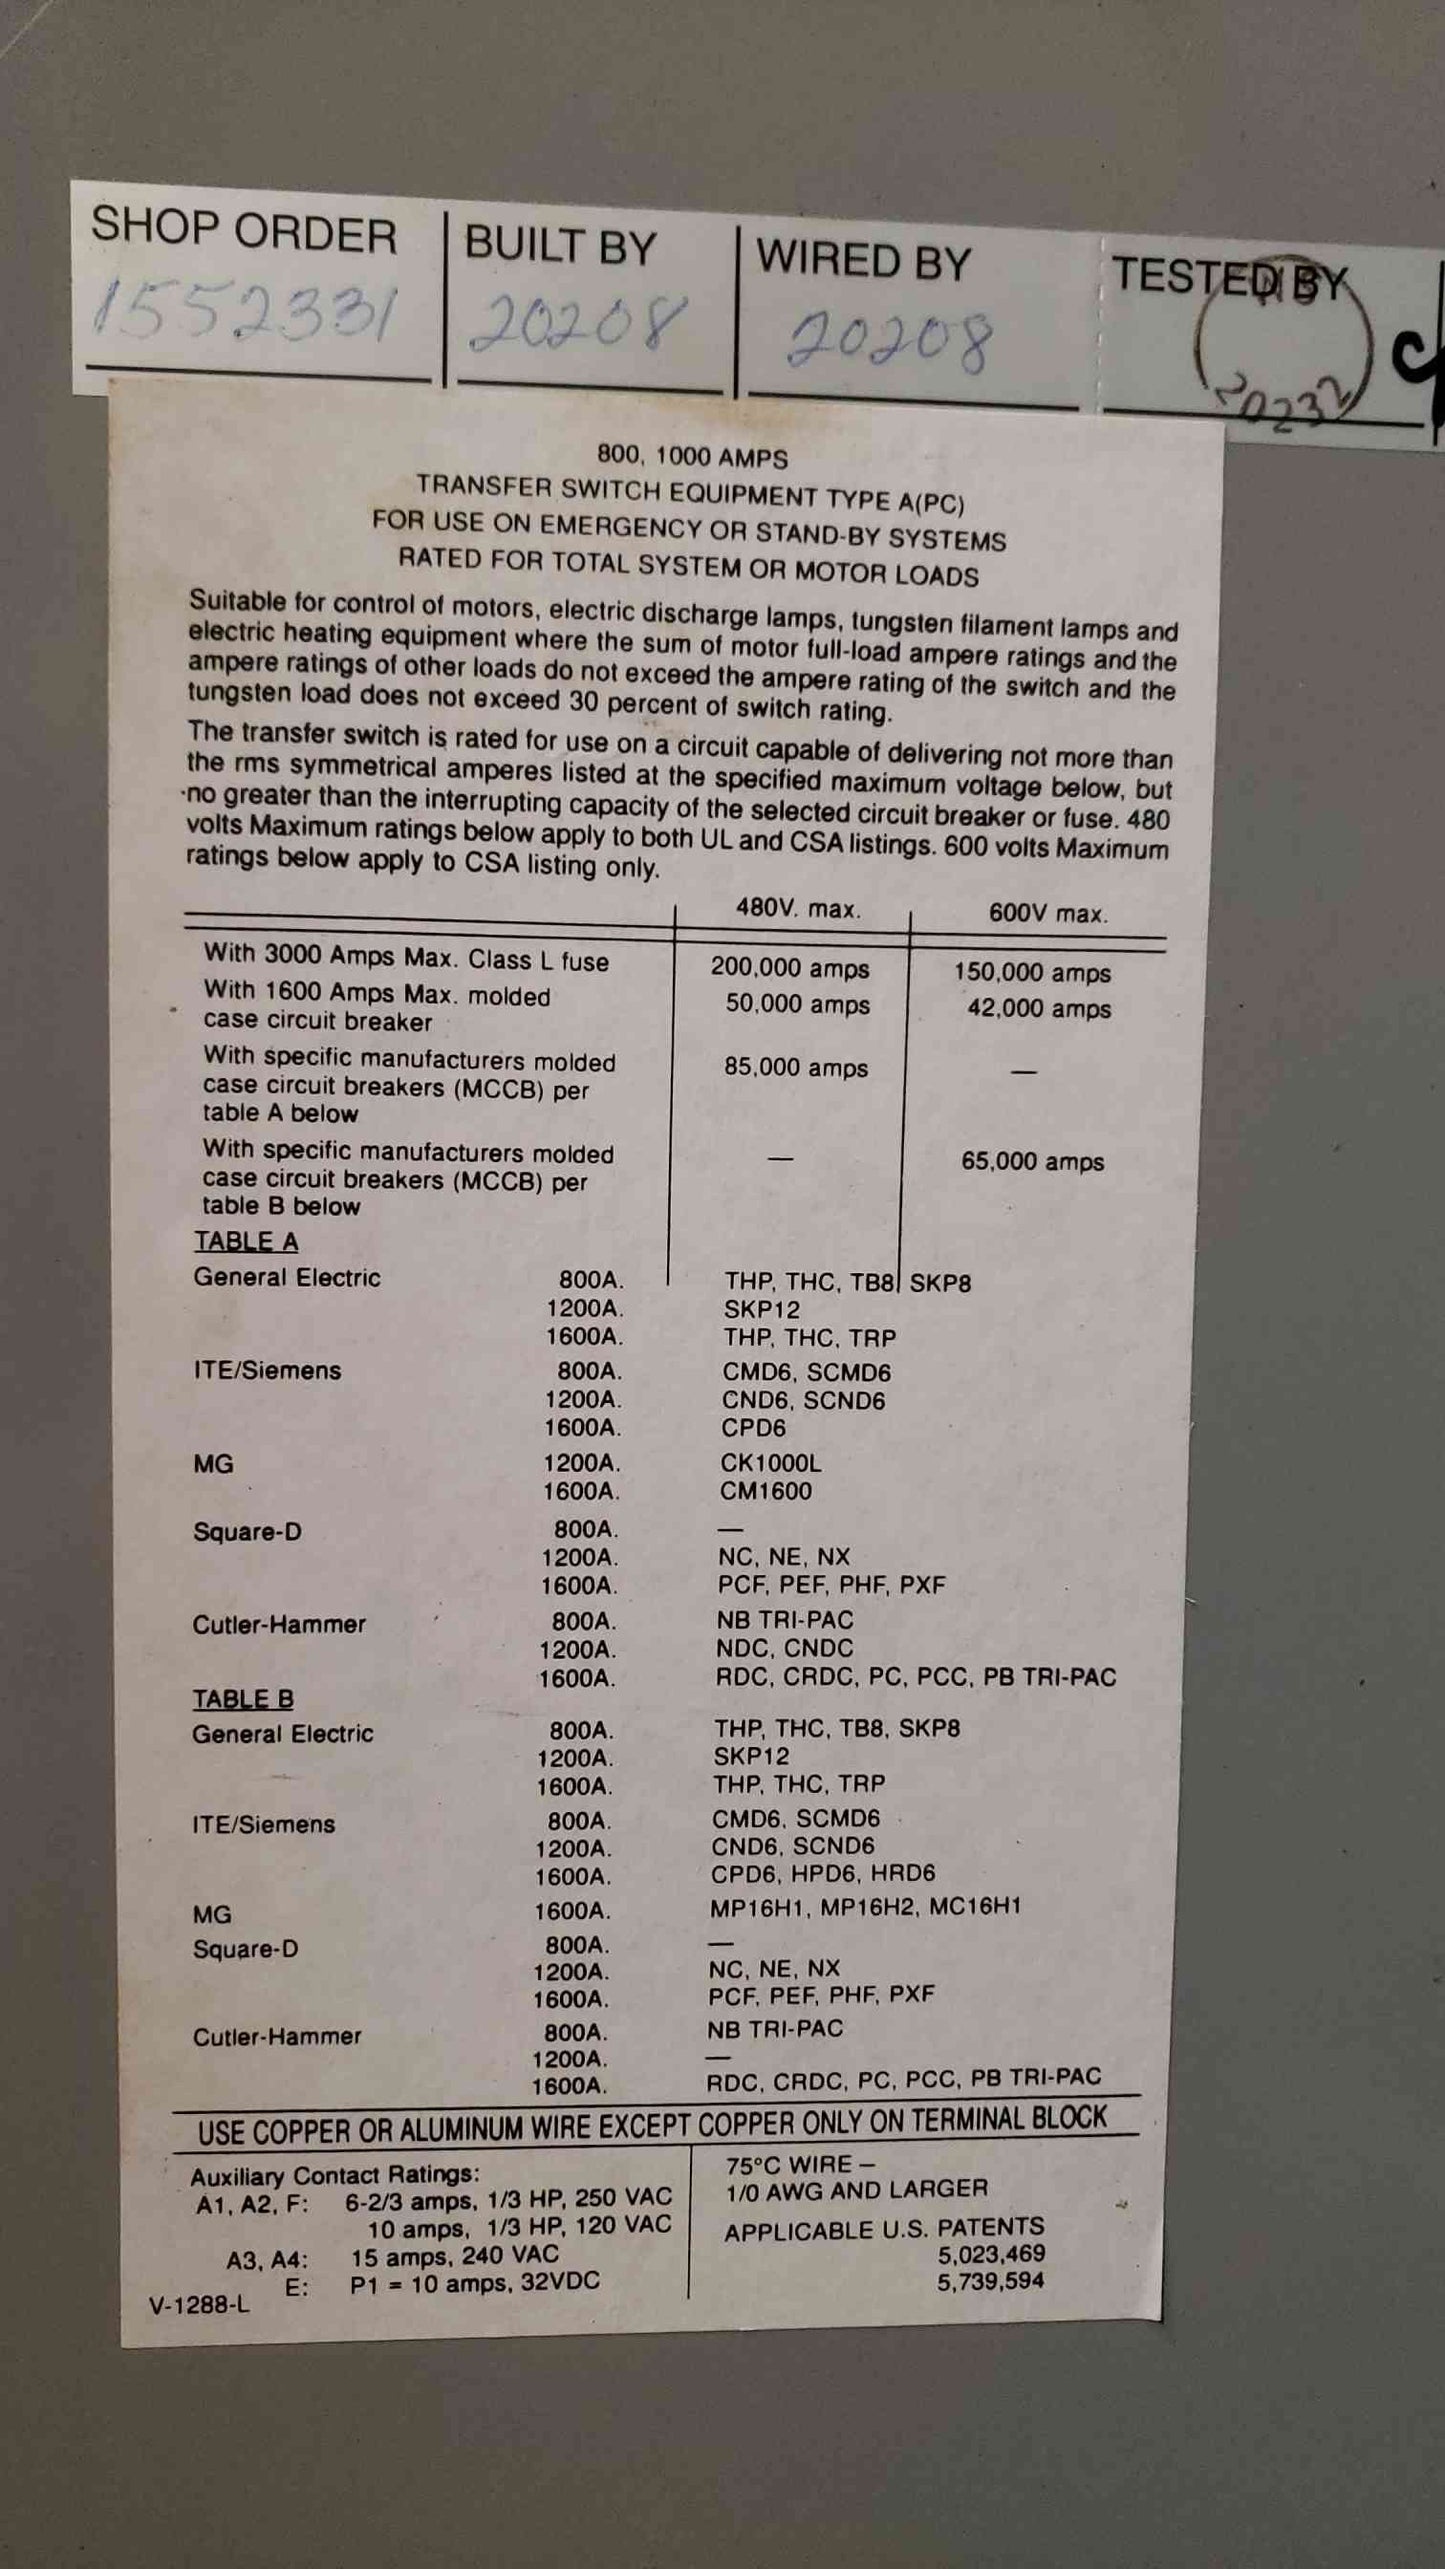 SHOP ORDER BUILT BY WIRED BY TESTED BY
1552331 20208 20208 20232
800, 1000 AMPS
TRANSFER SWITCH EQUIPMENT TYPE A(PC)
FOR USE ON EMERGENCY OR STAND-BY SYSTEMS
RATED FOR TOTAL SYSTEM OR MOTOR LOADS
Suitable for control of motors, electric discharge lamps, tungsten filament lamps and
electric heating equipment where the sum of motor full-load ampere ratings and the
ampere ratings of other loads do not exceed the ampere rating of the switch and the
tungsten load does not exceed 30 percent of switch rating.
The transfer switch is rated for use on a circuit capable of delivering not more than
the rms symmetrical amperes listed at the specified maximum voltage below, but
no greater than the interrupting capacity of the selected circuit breaker or fuse. 480
volts Maximum ratings below apply to both UL and CSA listings. 600 volts Maximum
ratings below apply to CSA listing only.
480V. max. 600V max.
With 3000 Amps Max. Class L fuse 200,000 amps 150,000 amps
With 1600 Amps Max. molded 50,000 amps 42,000 amps
case circuit breaker
With specific manufacturers molded 85,000 amps —
case circuit breakers (MCCB) per
table A below
With specific manufacturers molded — 65,000 amps
case circuit breakers (MCCB) per
table B below
TABLE A
General Electric 800A. THP, THC, TB8, SKP8
1200A. SKP12
1600A. THP, THC, TRP
ITE/Siemens 800A. CMD6, SCMD6
1200A. CND6, SCND6
1600A. CPD6
MG 1200A. CK1000L
1600A. CM1600
Square-D 800A. —
1200A. NC, NE, NX
1600A. PCF, PEF, PHF, PXF
Cutler-Hammer 800A. NB TRI-PAC
1200A. NDC, CNDC
1600A. RDC, CRDC, PC, PCC, PB TRI-PAC
TABLE B
General Electric 800A. THP, THC, TB8, SKP8
1200A. SKP12
1600A. THP, THC, TRP
ITE/Siemens 800A. CMD6, SCMD6
1200A. CND6, SCND6
1600A. CPD6, HPD6, HRD6
MG 1600A. MP16H1, MP16H2, MC16H1
Square-D 800A. —
1200A. NC, NE, NX
1600A. PCF, PEF, PHF, PXF
Cutler-Hammer 800A. NB TRI-PAC
1200A. —
1600A. RDC, CRDC, PC, PCC, PB TRI-PAC
USE COPPER OR ALUMINUM WIRE EXCEPT COPPER ONLY ON TERMINAL BLOCK
Auxiliary Contact Ratings:
A1, A2, F: 6-2/3 amps, 1/3 HP, 250 VAC
10 amps, 1/3 HP, 120 VAC
A3, A4: 15 amps, 240 VAC
E: P1 = 10 amps, 32VDC
V-1288-L
75°C WIRE –
1/0 AWG AND LARGER
APPLICABLE U.S. PATENTS
5,023,469
5,739,594